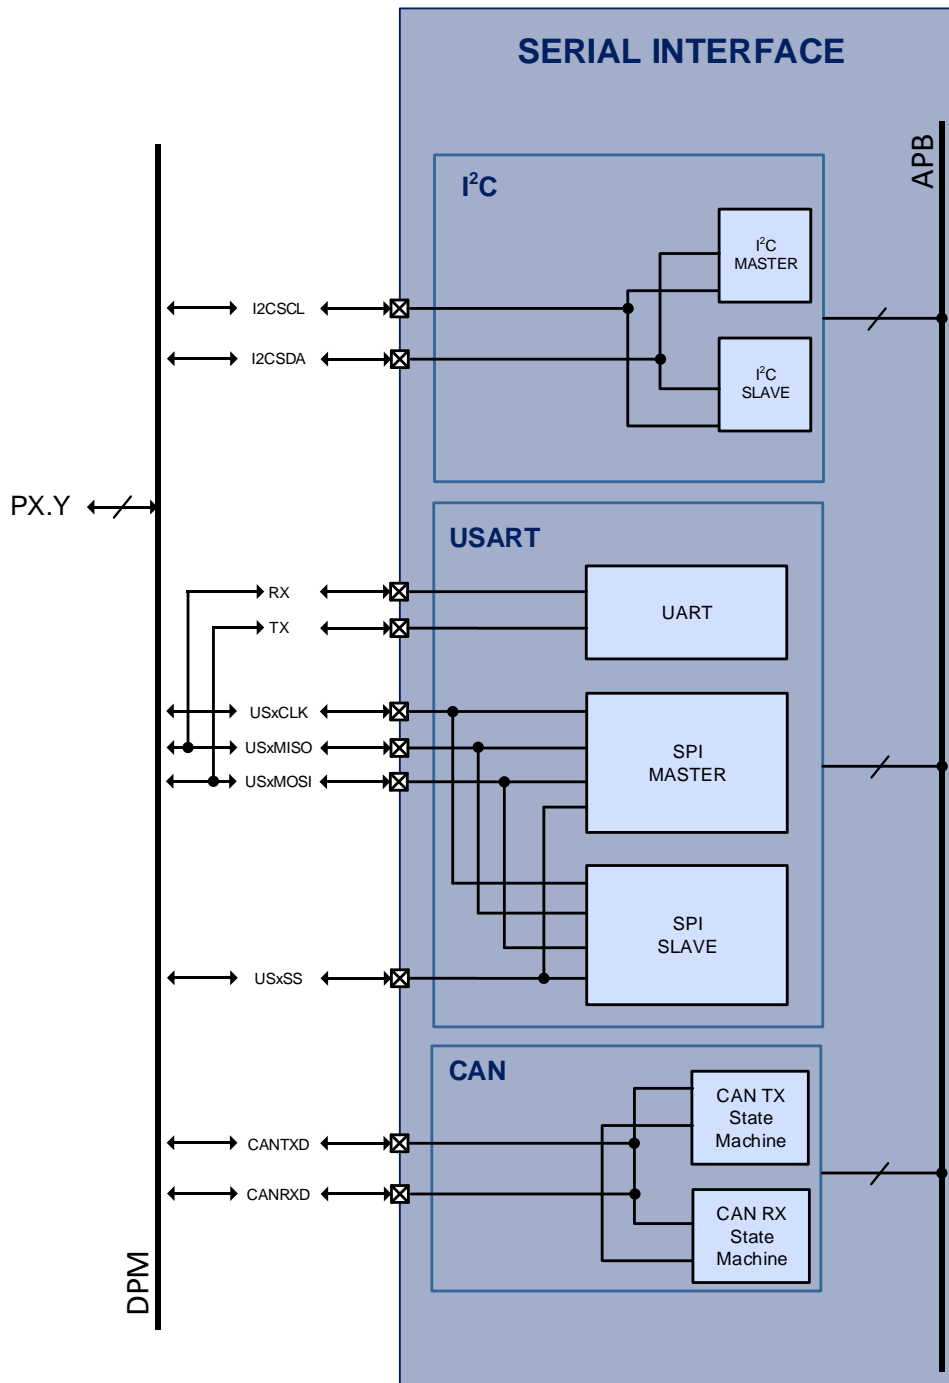 SERIAL INTERFACE
APB
I²C
I²C
MASTER
I2CSCL
I2CSDA
I²C
SLAVE
PX.Y
USART
RX
TX
UART
USxCLK
USxMISO
USxMOSI
SPI
MASTER
SPI
SLAVE
USxSS
CAN
CAN TX
State
Machine
CANTXD
CANRXD
CAN RX
State
Machine
DPM